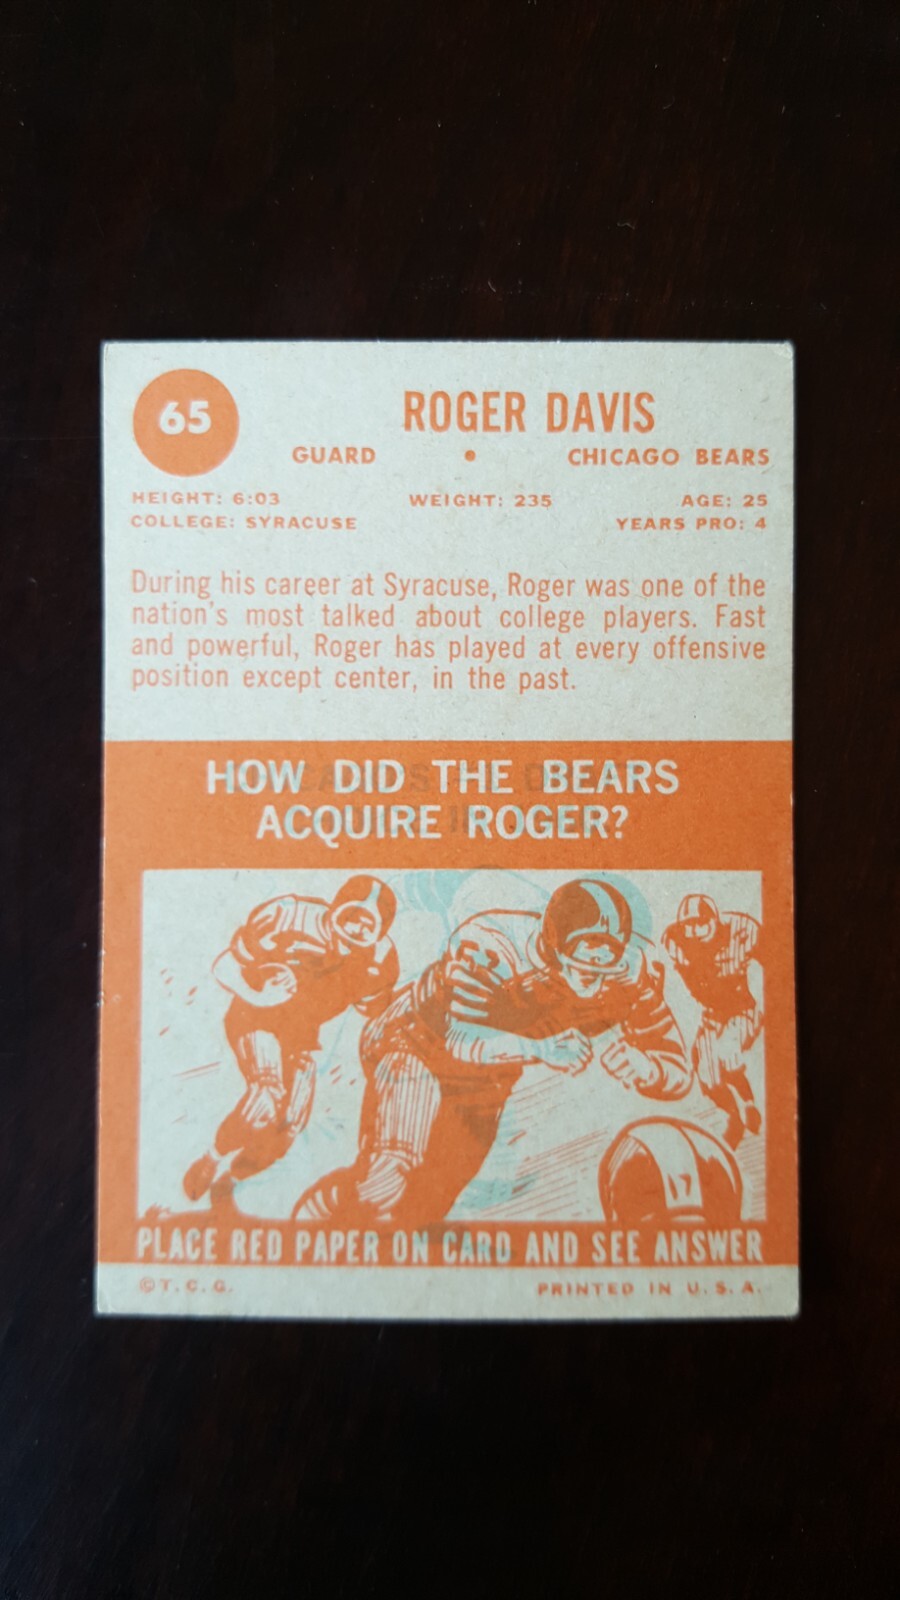 65
ROGER DAVIS
GUARD • CHICAGO BEARS
HEIGHT: 6:03 WEIGHT: 235 AGE: 25
COLLEGE: SYRACUSE YEARS PRO: 4
During his career at Syracuse, Roger was one of the
nation's most talked about college players. Fast
and powerful, Roger has played at every offensive
position except center, in the past.
HOW DID THE BEARS
ACQUIRE ROGER?
17
PLACE RED PAPER ON CARD AND SEE ANSWER
©T.C.G. PRINTED IN U.S.A.